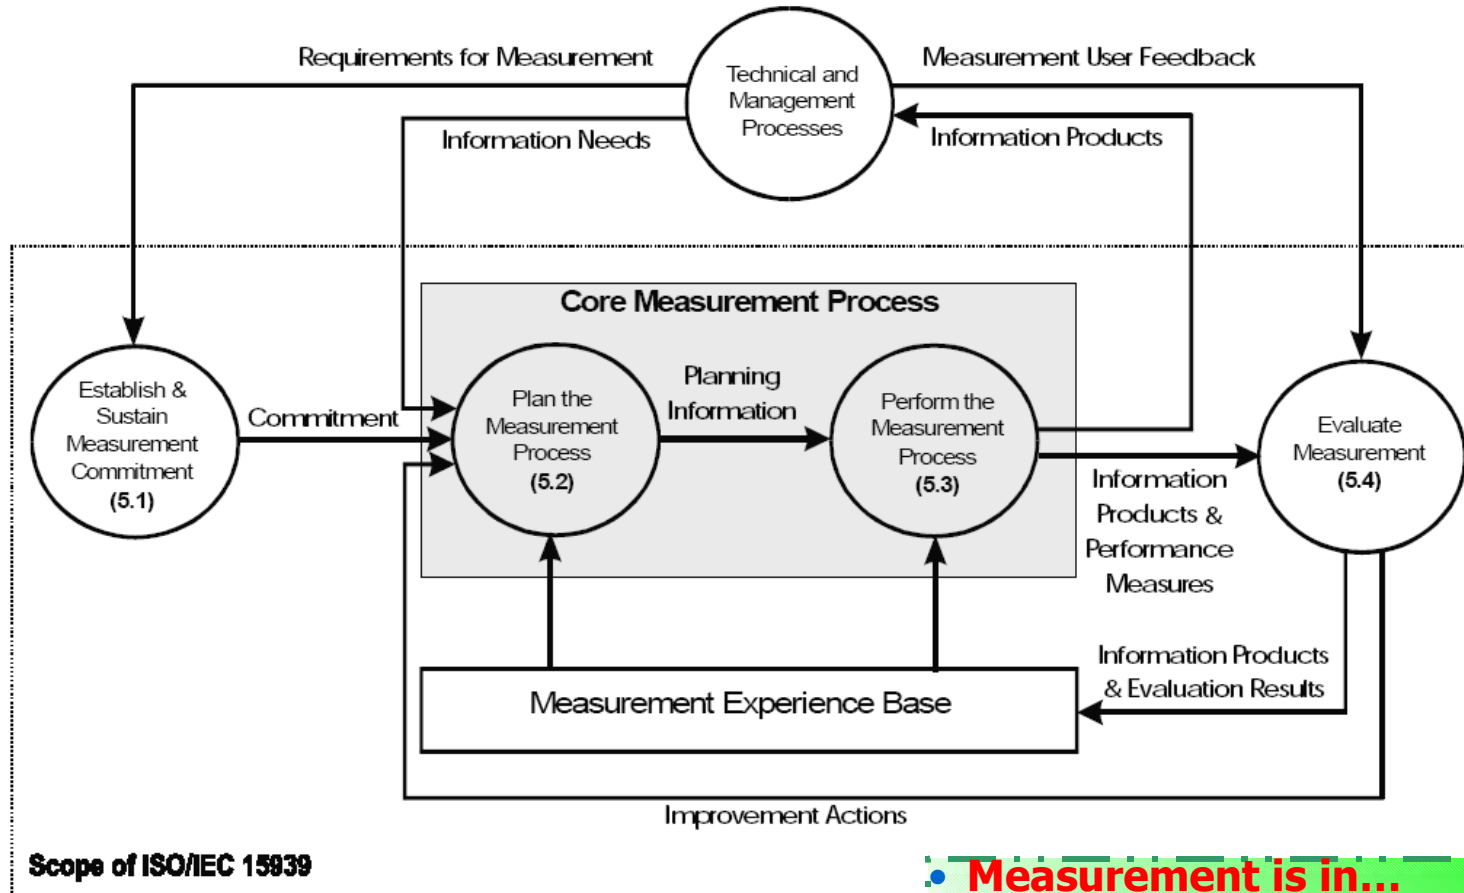 Requirements for Measurement
Measurement User Feedback
Technical and
Management
Processes
Information Needs
Information Products
Core Measurement Process
Establish &
Sustain
Measurement
Commitment
(5.1)
Commitment
Plan the
Measurement
Process
(5.2)
Planning
Information
Perform the
Measurement
Process
(5.3)
Evaluate
Measurement
(5.4)
Information
Products &
Performance
Measures
Information Products
& Evaluation Results
Measurement Experience Base
Improvement Actions
Scope of ISO/IEC 15939
• Measurement is in...